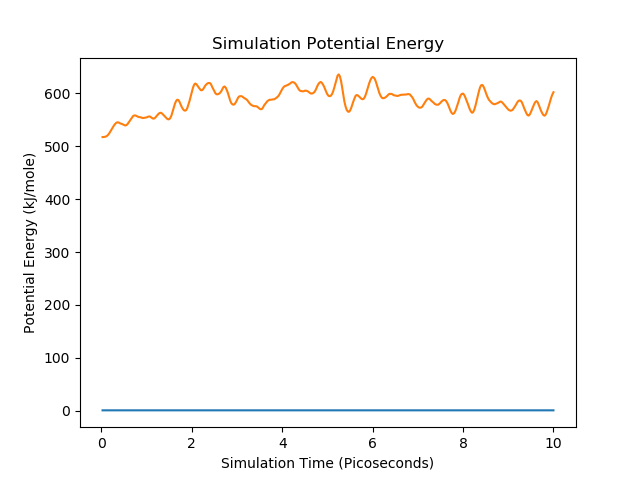 Simulation Potential Energy
Potential Energy (kJ/mole)
600
500
400
300
200
100
0
0 2 4 6 8 10
Simulation Time (Picoseconds)